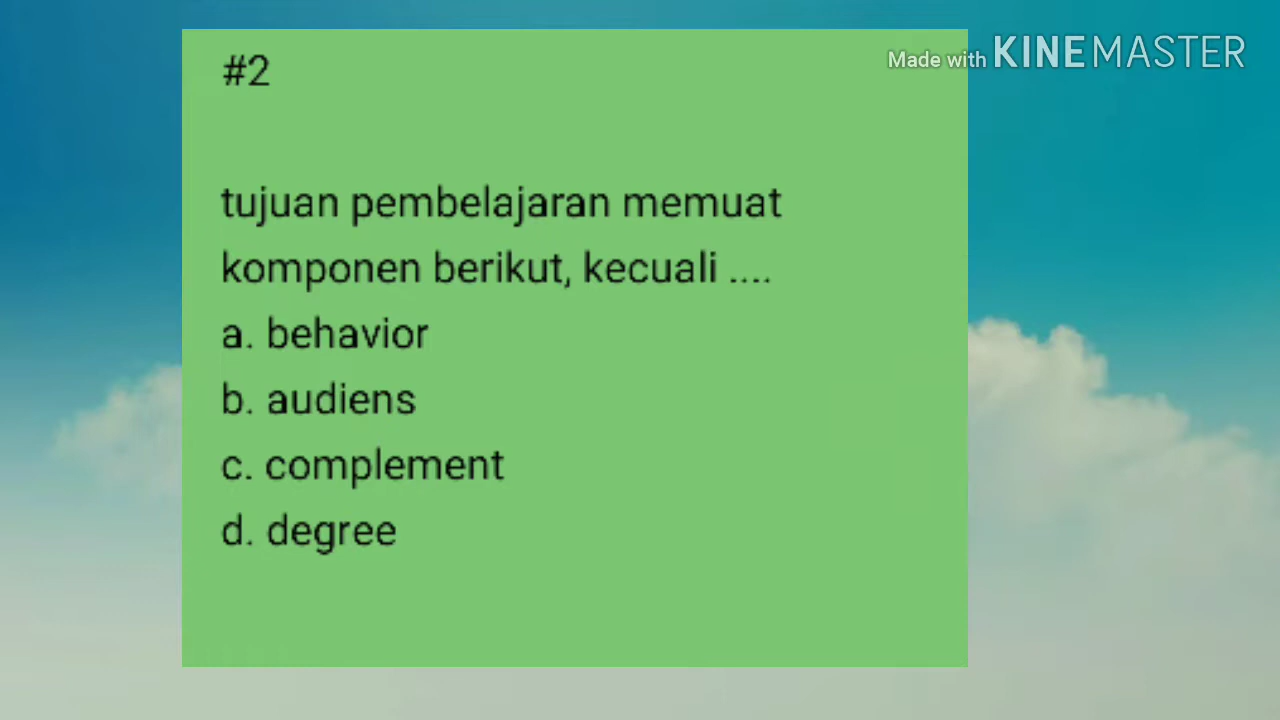 Made with KINEMASTER
#2
tujuan pembelajaran memuat
komponen berikut, kecuali ....
a. behavior
b. audiens
c. complement
d. degree